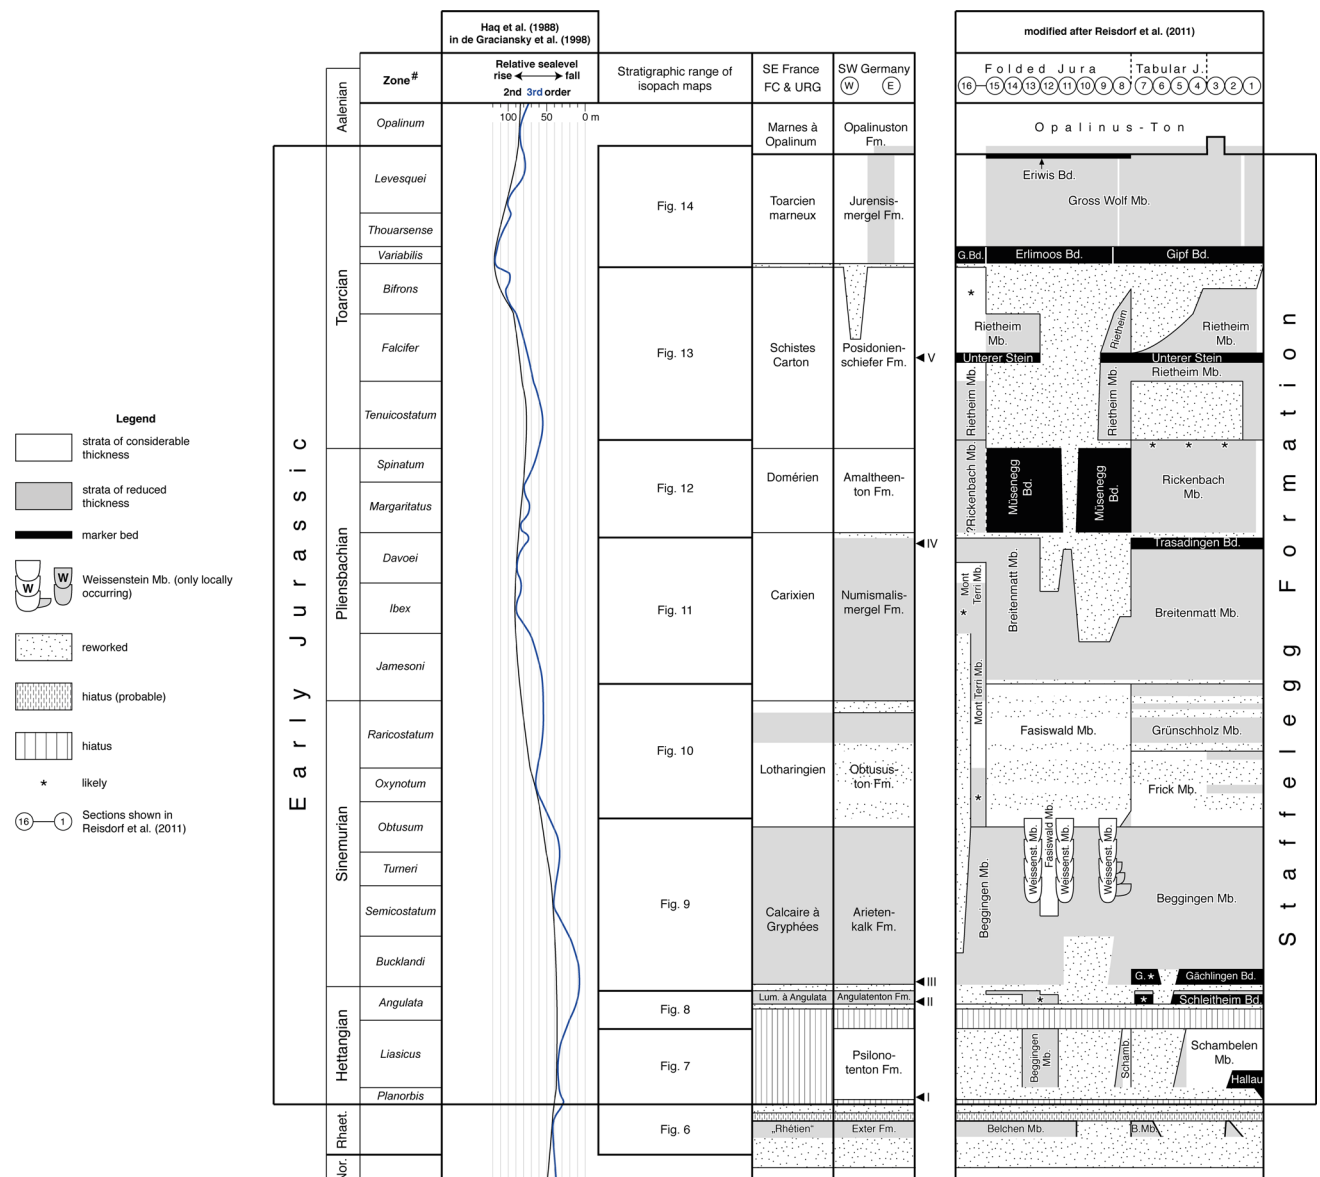 Haq et al. (1988)
in de Graciansky et al. (1998)
modified after Reisdorf et al. (2011)
Zone#
Relative sealevel
rise fall
2nd 3rd order
100 50 0 m
Stratigraphic range of
isopach maps
SE France
FC & URG
SW Germany
W E
Folded Jura Tabular J.
16 15 14 13 12 11 10 9 8 7 6 5 4 3 2 1
Aalenian
Toarcian
Pliensbachian
Sinemurian
Hettangian
Rhaet.
Nor.
Early Jurassic
Opalinum
Levesquei
Thouarsense
Variabilis
Bifrons
Falcifer
Tenuicostatum
Spinatum
Margaritatus
Davoei
Ibex
Jamesoni
Raricostatum
Oxynotum
Obtusum
Turneri
Semicostatum
Bucklandi
Angulata
Liasicus
Planorbis
Fig. 14
Fig. 13
Fig. 12
Fig. 11
Fig. 10
Fig. 9
Fig. 8
Fig. 7
Fig. 6
Marnes à
Opalinum
Toarcien
marneux
Schistes
Carton
Domérien
Carixien
Lotharingien
Calcaire à
Gryphées
Lum. à Angulata
„Rhétien“
Opalinuston
Fm.
Jurensis-
mergel Fm.
Posidonien-
schiefer Fm.
Amaltheen-
ton Fm.
Numismalis-
mergel Fm.
Obtusus-
ton Fm.
Arieten-
kalk Fm.
Angulatenton Fm.
Psilono-
tenton Fm.
Exter Fm.
V
IV
III
II
I
Opalinus-Ton
Eriwis Bd.
Gross Wolf Mb.
G.Bd.
Erlimoos Bd.
Gipf Bd.
*
Rietheim
Mb.
Rietheim
Rietheim
Mb.
Unterer Stein
Unterer Stein
Rietheim Mb.
Rietheim Mb.
Rietheim Mb.
* * *
?Rickenbach Mb.
Müsenegg
Bd.
Müsenegg
Bd.
Rickenbach
Mb.
Trasadingen Bd.
Mont
Terri Mb.
*
Breitenmatt Mb.
Breitenmatt Mb.
Mont Terri Mb.
*
Fasiswald Mb.
Grünschholz Mb.
Frick Mb.
Beggingen Mb.
Weissenst. Mb.
Fasiswald Mb.
Weissenst. Mb.
Weissenst. Mb.
Beggingen Mb.
G. *
Gächlingen Bd.
*
*
Schleitheim Bd.
Beggingen
Mb.
Schamb.
Schambelen
Mb.
Hallau
Belchen Mb.
B.Mb.
Staffelegg Formation
Legend
strata of considerable
thickness
strata of reduced
thickness
marker bed
W W
Weissenstein Mb. (only locally
occurring)
reworked
hiatus (probable)
hiatus
* likely
16 1
Sections shown in
Reisdorf et al. (2011)